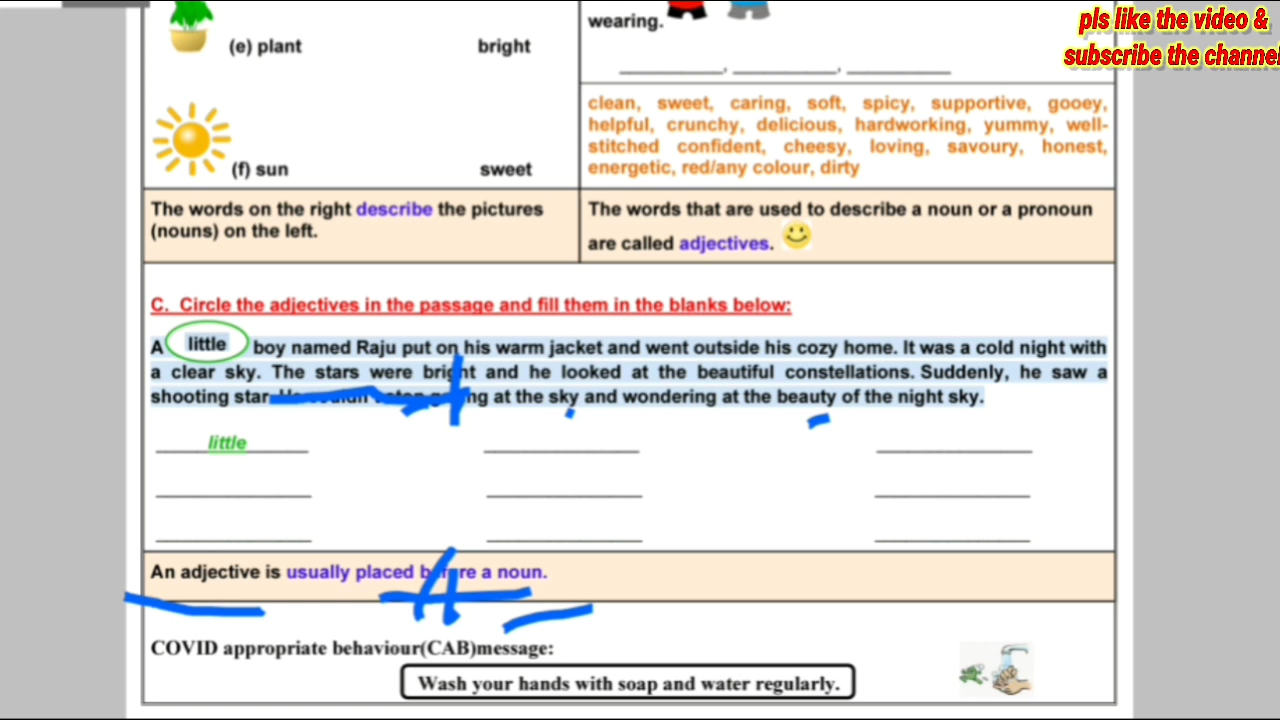 pls like the video &
subscribe the channel
wearing.
(e) plant bright
clean, sweet, caring, soft, spicy, supportive, gooey,
helpful, crunchy, delicious, hardworking, yummy, well-
stitched confident, cheesy, loving, savoury, honest,
energetic, red/any colour, dirty
(f) sun sweet
The words on the right describe the pictures
(nouns) on the left.
The words that are used to describe a noun or a pronoun
are called adjectives.
C. Circle the adjectives in the passage and fill them in the blanks below:
A little boy named Raju put on his warm jacket and went outside his cozy home. It was a cold night with
a clear sky. The stars were bright and he looked at the beautiful constellations. Suddenly, he saw a
shooting star. at the sky and wondering at the beauty of the night sky.
little
An adjective is usually placed before a noun.
COVID appropriate behaviour(CAB)message:
Wash your hands with soap and water regularly.